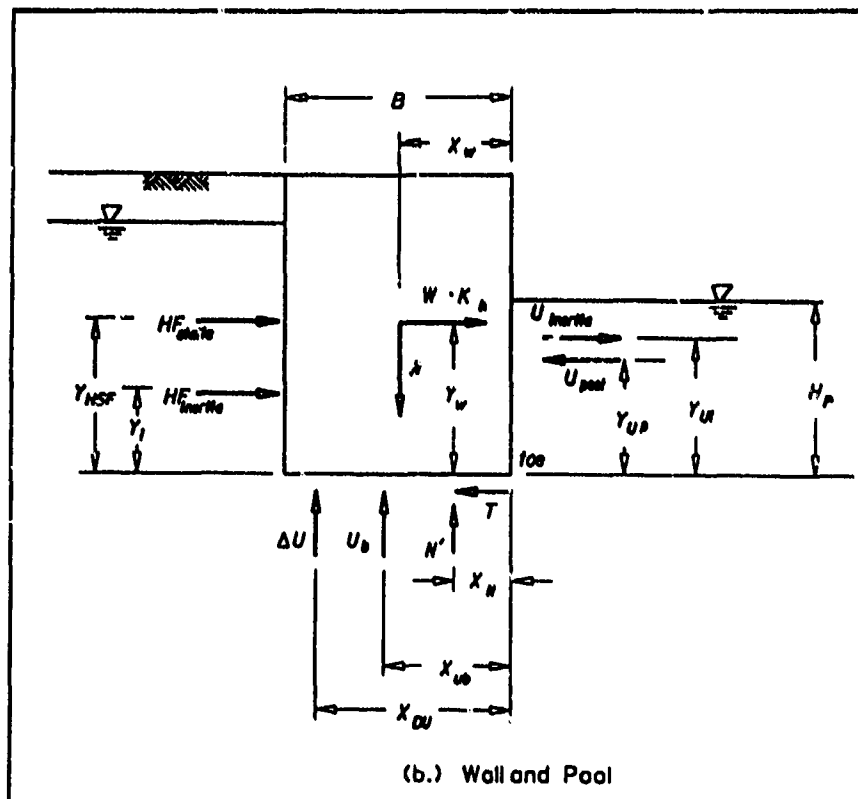 B
X_w
W · K_h
HF_static
U_inertia
U_pool
HF_inertia
Y_HSF
Y_I
Y_w
Y_UP
Y_UI
H_P
toe
T
ΔU
U_b
N'
X_N
X_ub
X_DU
(b.) Wall and Pool